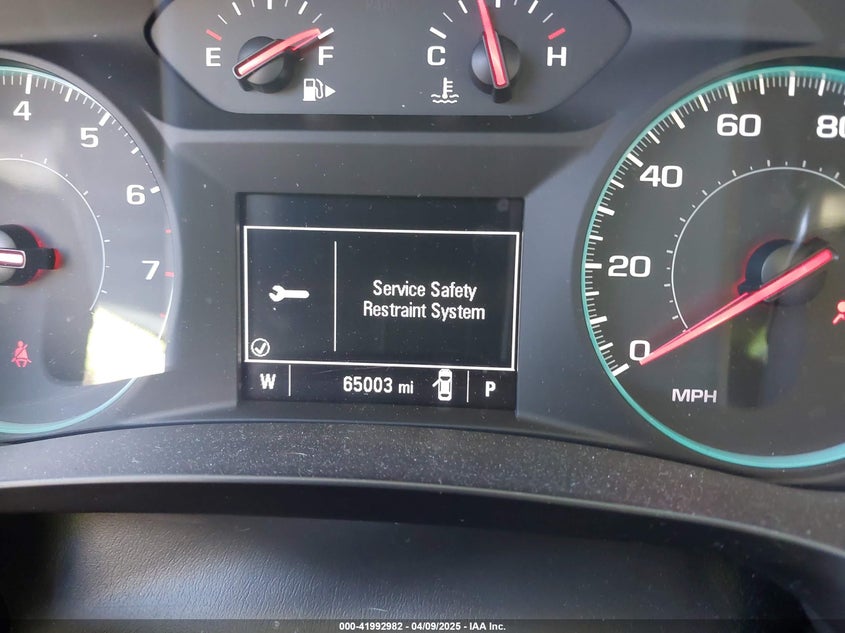 E F C H
4 5 6 7
20 40 60 80
0
MPH
Service Safety
Restraint System
W 65003 mi P
000-41992982 - 04/09/2025 - IAA Inc.